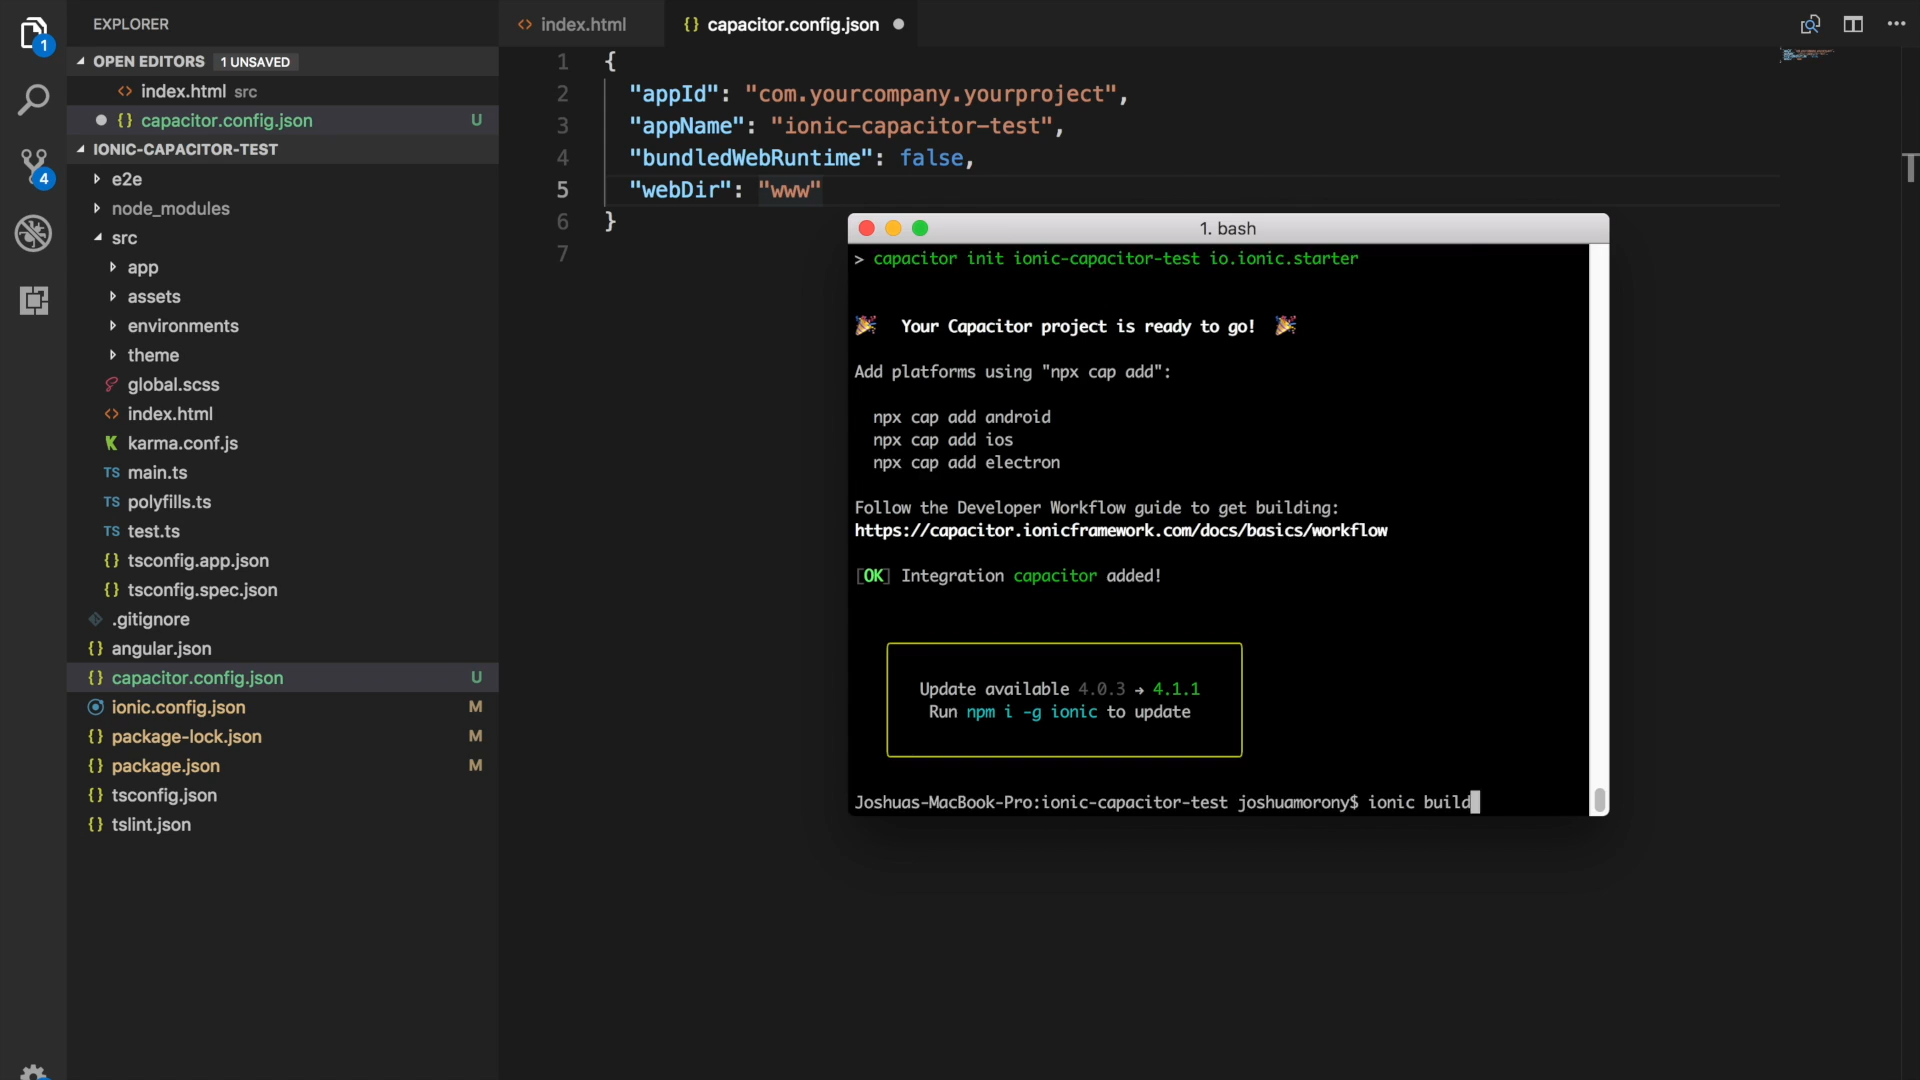 EXPLORER
OPEN EDITORS 1 UNSAVED
index.html src
{} capacitor.config.json U
IONIC-CAPACITOR-TEST
e2e
node_modules
src
app
assets
environments
theme
global.scss
<> index.html
K karma.conf.js
TS main.ts
TS polyfills.ts
TS test.ts
{} tsconfig.app.json
{} tsconfig.spec.json
.gitignore
{} angular.json
{} capacitor.config.json U
ionic.config.json M
{} package-lock.json M
{} package.json M
{} tsconfig.json
{} tslint.json
1
4
<> index.html
{} capacitor.config.json
1 {
2 "appId": "com.yourcompany.yourproject",
3 "appName": "ionic-capacitor-test",
4 "bundledWebRuntime": false,
5 "webDir": "www"
6 }
7
1. bash
> capacitor init ionic-capacitor-test io.ionic.starter
🎉 Your Capacitor project is ready to go! 🎉
Add platforms using "npx cap add":
npx cap add android
npx cap add ios
npx cap add electron
Follow the Developer Workflow guide to get building:
https://capacitor.ionicframework.com/docs/basics/workflow
[OK] Integration capacitor added!
Update available 4.0.3 → 4.1.1
Run npm i -g ionic to update
Joshuas-MacBook-Pro:ionic-capacitor-test joshuamorony$ ionic build